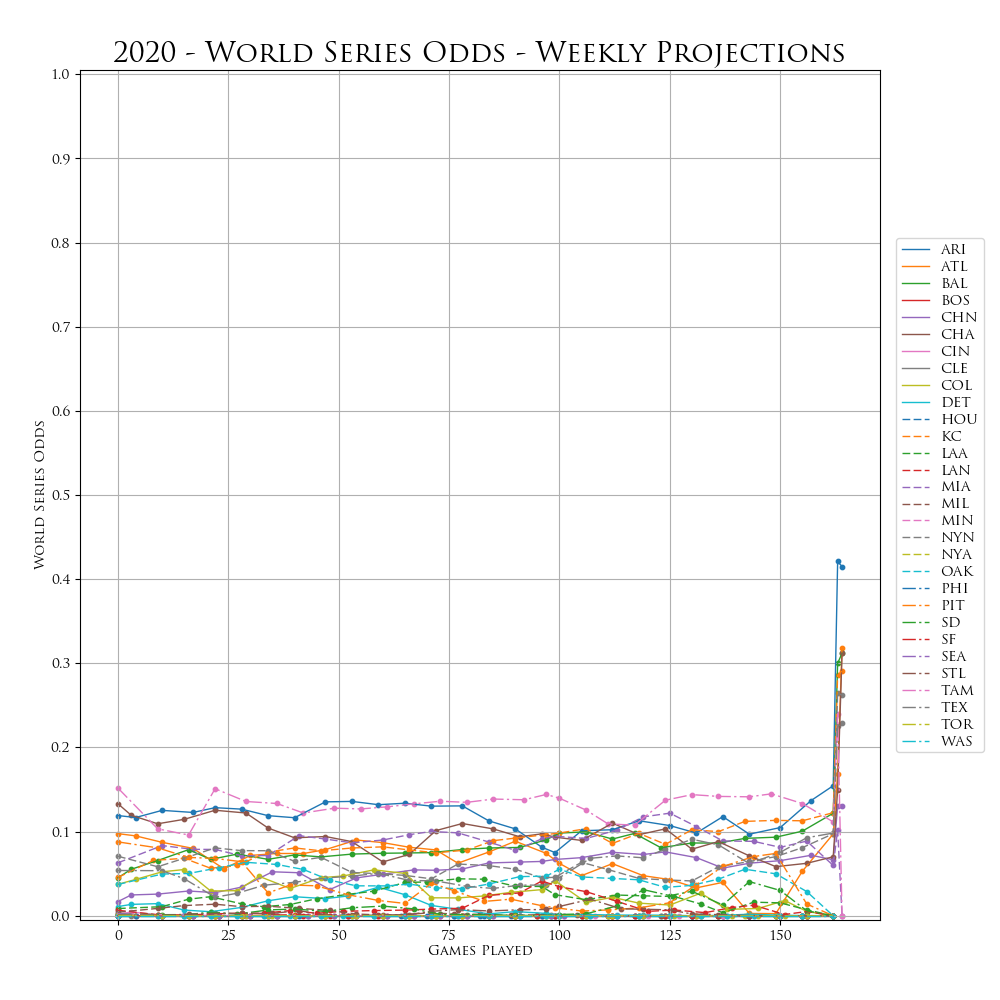 2020 - World Series Odds - Weekly Projections
1.0
0.9
0.8
0.7
0.6
0.5
0.4
0.3
0.2
0.1
0.0
World Series Odds
0 25 50 75 100 125 150
Games Played
ARI
ATL
BAL
BOS
CHN
CHA
CIN
CLE
COL
DET
HOU
KC
LAA
LAN
MIA
MIL
MIN
NYN
NYA
OAK
PHI
PIT
SD
SF
SEA
STL
TAM
TEX
TOR
WAS